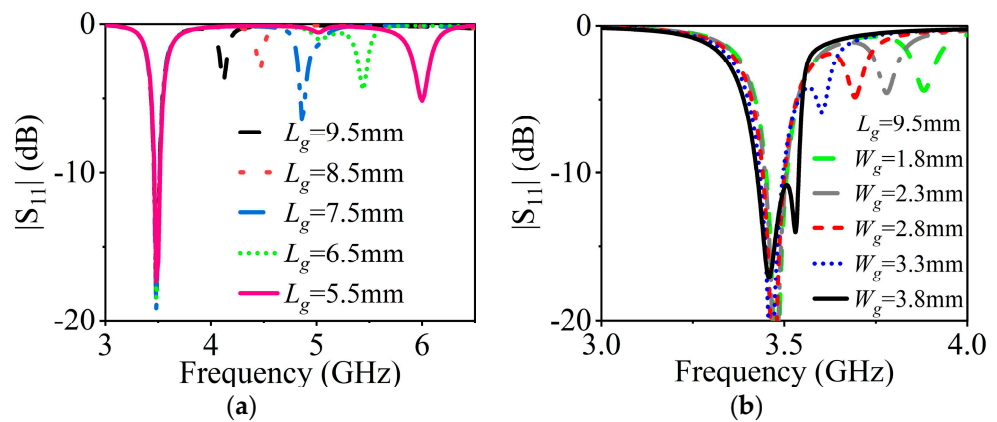 0
-10
-20
|S11| (dB)
3 4 5 6
Frequency (GHz)
(a)
Lg=9.5mm
Lg=8.5mm
Lg=7.5mm
Lg=6.5mm
Lg=5.5mm
(a)
0
-10
-20
|S11| (dB)
3.0 3.5 4.0
Frequency (GHz)
Lg=9.5mm
Wg=1.8mm
Wg=2.3mm
Wg=2.8mm
Wg=3.3mm
Wg=3.8mm
(b)